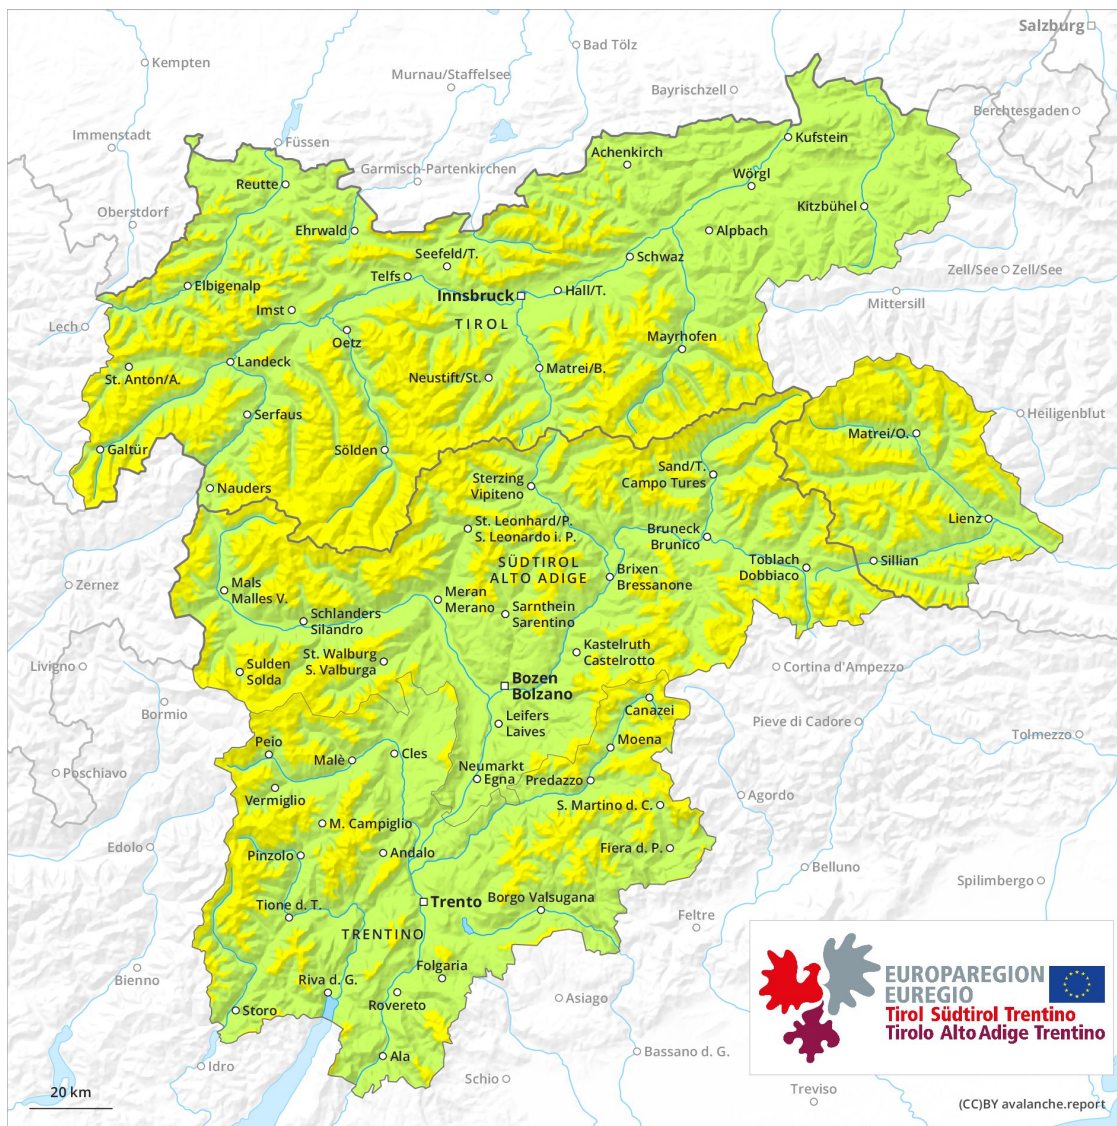 Salzburg
Bad Tölz
Kempten
Murnau/Staffelsee
Bayrischzell
Berchtesgaden
Immenstadt
Füssen
Kufstein
Achenkirch
Garmisch-Partenkirchen
Wörgl
Reutte
Kitzbühel
Oberstdorf
Ehrwald
Alpbach
Seefeld/T.
Schwaz
Zell/See
Zell/See
Telfs
Elbigenalp
Hall/T.
Innsbruck
Mittersill
Imst
TIROL
Lech
Oetz
Mayrhofen
Landeck
Matrei/B.
St. Anton/A.
Neustift/St.
Serfaus
Heiligenblut
Matrei/O.
Galtür
Sölden
Sand/T.
Campo Tures
Sterzing
Vipiteno
Nauders
Lienz
St. Leonhard/P.
S. Leonardo i. P.
Bruneck
Brunico
SÜDTIROL
ALTO ADIGE
Toblach
Dobbiaco
Sillian
Brixen
Bressanone
Zernez
Mals
Malles V.
Meran
Merano
Sarnthein
Sarentino
Schlanders
Silandro
Kastelruth
Castelrotto
St. Walburg
S. Valburga
Livigno
Sulden
Solda
Cortina d'Ampezzo
Bozen
Bolzano
Bormio
Canazei
Leifers
Laives
Pieve di Cadore
Tolmezzo
Peio
Moena
Cles
Malè
Poschiavo
Neumarkt
Egna
Predazzo
Vermiglio
Agordo
S. Martino d. C.
M. Campiglio
Edolo
Fiera d. P.
Pinzolo
Andalo
Belluno
Spilimbergo
Borgo Valsugana
Trento
Tione d. T.
Feltre
TRENTINO
Folgaria
Bienno
Riva d. G.
Rovereto
Asiago
Storo
EUROPAREGION
EUREGIO
Tirol Südtirol Trentino
Tirolo Alto Adige Trentino
Ala
Bassano d. G.
Idro
Schio
Treviso
20 km
(CC)BY avalanche.report